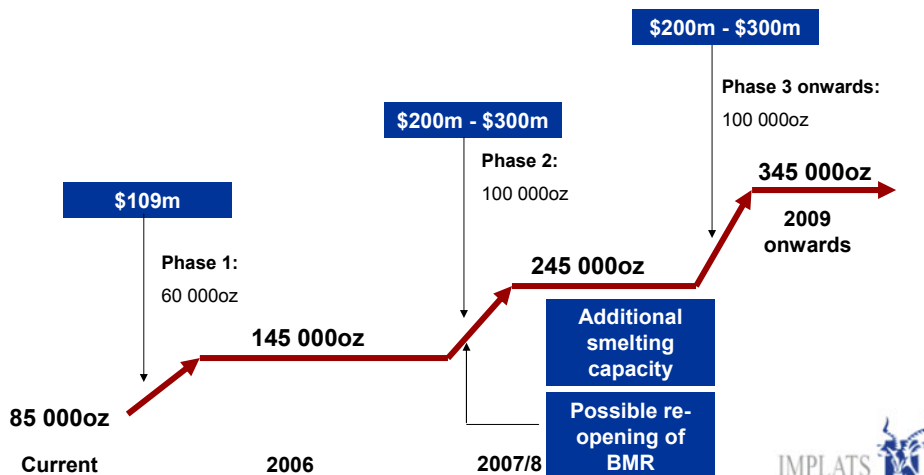 $200m - $300m
Phase 3 onwards:
100 000oz
$200m - $300m
Phase 2:
100 000oz
345 000oz
2009
onwards
$109m
Phase 1:
60 000oz
245 000oz
Additional
smelting
capacity
145 000oz
85 000oz
Possible re-
opening of
BMR
Current
2006
2007/8
IMPLATS